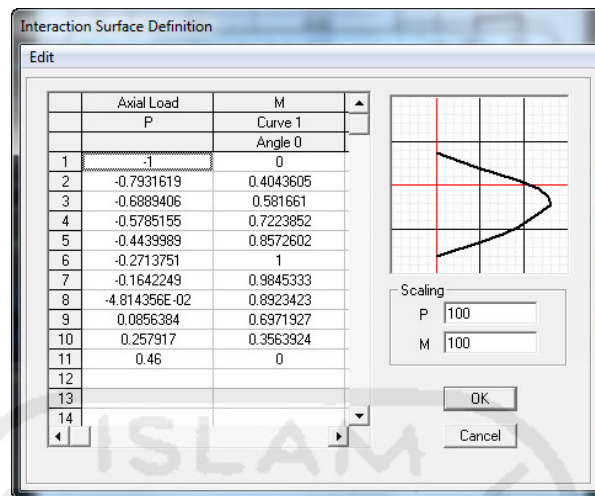 Interaction Surface Definition
Edit
Axial Load M
P Curve 1
Angle 0
1 -1 0
2 -0.7931619 0.4043605
3 -0.6889406 0.581661
4 -0.5785155 0.7223852
5 -0.4439989 0.8572602
6 -0.2713751 1
7 -0.1642249 0.9845333
8 -4.814356E-02 0.8923423
9 0.0856384 0.6971927
10 0.257917 0.3563924
11 0.46 0
12
13
14
Scaling
P 100
M 100
OK
Cancel
ISLAM